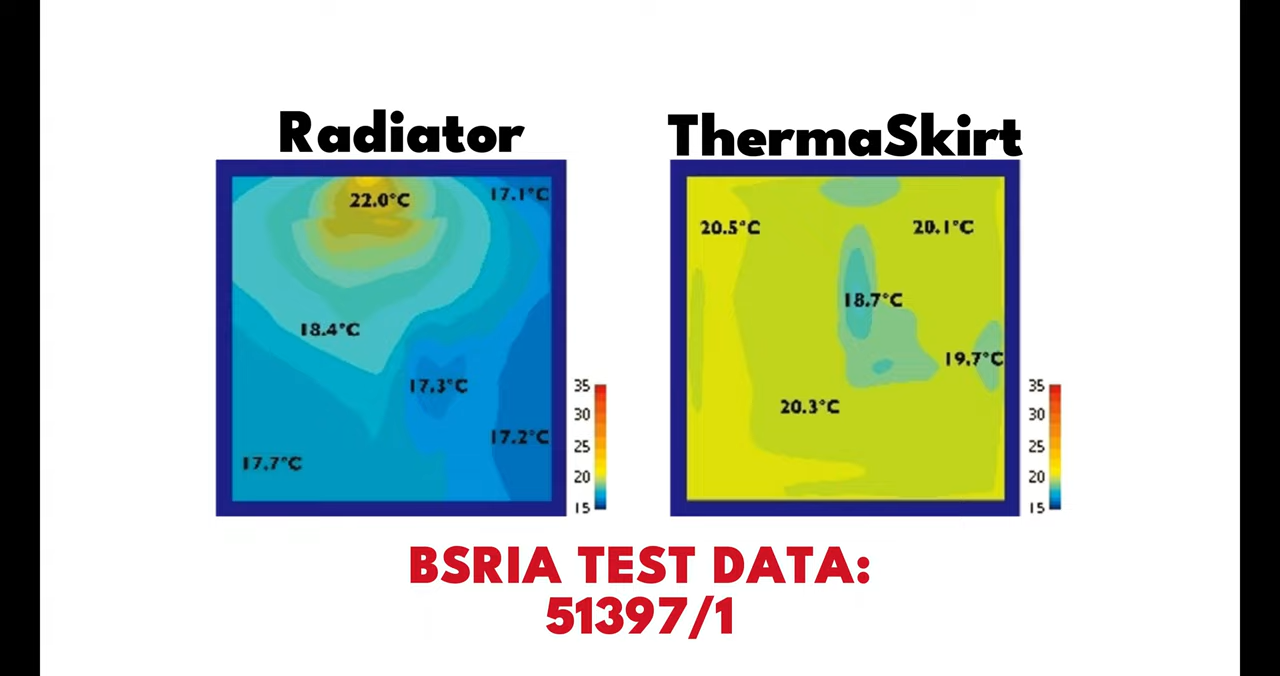 Radiator
ThermaSkirt
22.0°C
17.1°C
18.4°C
17.3°C
17.2°C
17.7°C
35
30
25
20
15
20.5°C
20.1°C
18.7°C
19.7°C
20.3°C
35
30
25
20
15
BSRIA TEST DATA:
51397/1